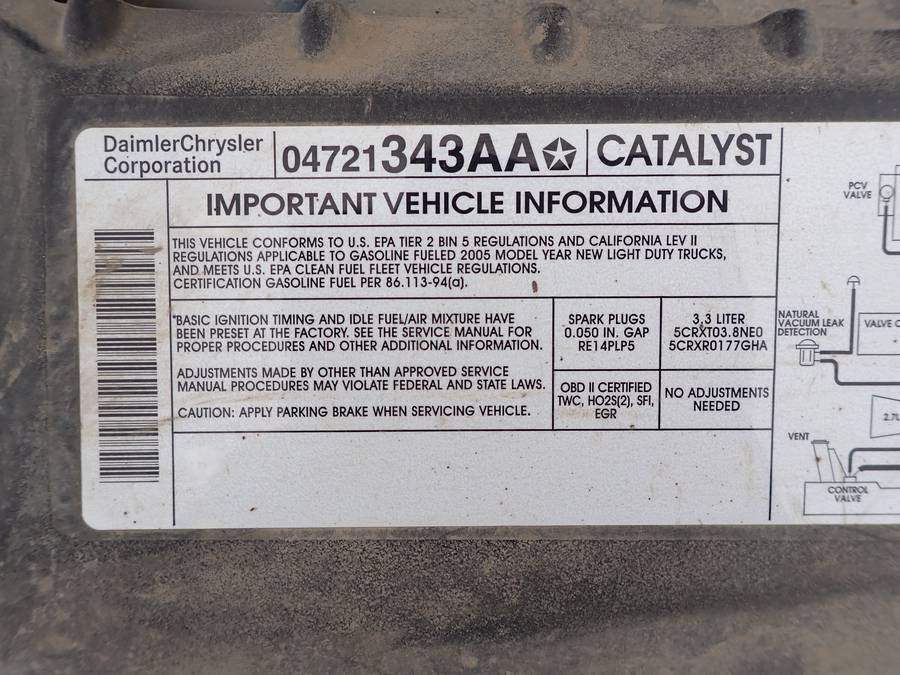 DaimlerChrysler
Corporation
04721343AA
CATALYST
IMPORTANT VEHICLE INFORMATION
THIS VEHICLE CONFORMS TO U.S. EPA TIER 2 BIN 5 REGULATIONS AND CALIFORNIA LEV II
REGULATIONS APPLICABLE TO GASOLINE FUELED 2005 MODEL YEAR NEW LIGHT DUTY TRUCKS,
AND MEETS U.S. EPA CLEAN FUEL FLEET VEHICLE REGULATIONS.
CERTIFICATION GASOLINE FUEL PER 86.113-94(a).
BASIC IGNITION TIMING AND IDLE FUEL/AIR MIXTURE HAVE
BEEN PRESET AT THE FACTORY. SEE THE SERVICE MANUAL FOR
PROPER PROCEDURES AND OTHER ADDITIONAL INFORMATION.
ADJUSTMENTS MADE BY OTHER THAN APPROVED SERVICE
MANUAL PROCEDURES MAY VIOLATE FEDERAL AND STATE LAWS.
CAUTION: APPLY PARKING BRAKE WHEN SERVICING VEHICLE.
SPARK PLUGS
0.050 IN. GAP
RE14PLP5
3.3 LITER
5CRXT03.8NE0
5CRXR0177GHA
OBD II CERTIFIED
TWC, HO2S(2), SFI,
EGR
NO ADJUSTMENTS
NEEDED
PCV
VALVE
NATURAL
VACUUM LEAK
DETECTION
VALVE
2.7L
VENT
CONTROL
VALVE